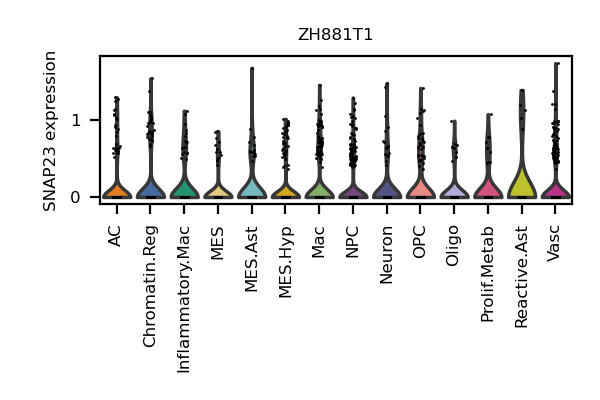 ZH881T1
SNAP23 expression
1
0
AC
Chromatin.Reg
Inflammatory.Mac
MES
MES.Ast
MES.Hyp
Mac
NPC
Neuron
OPC
Oligo
Prolif.Metab
Reactive.Ast
Vasc